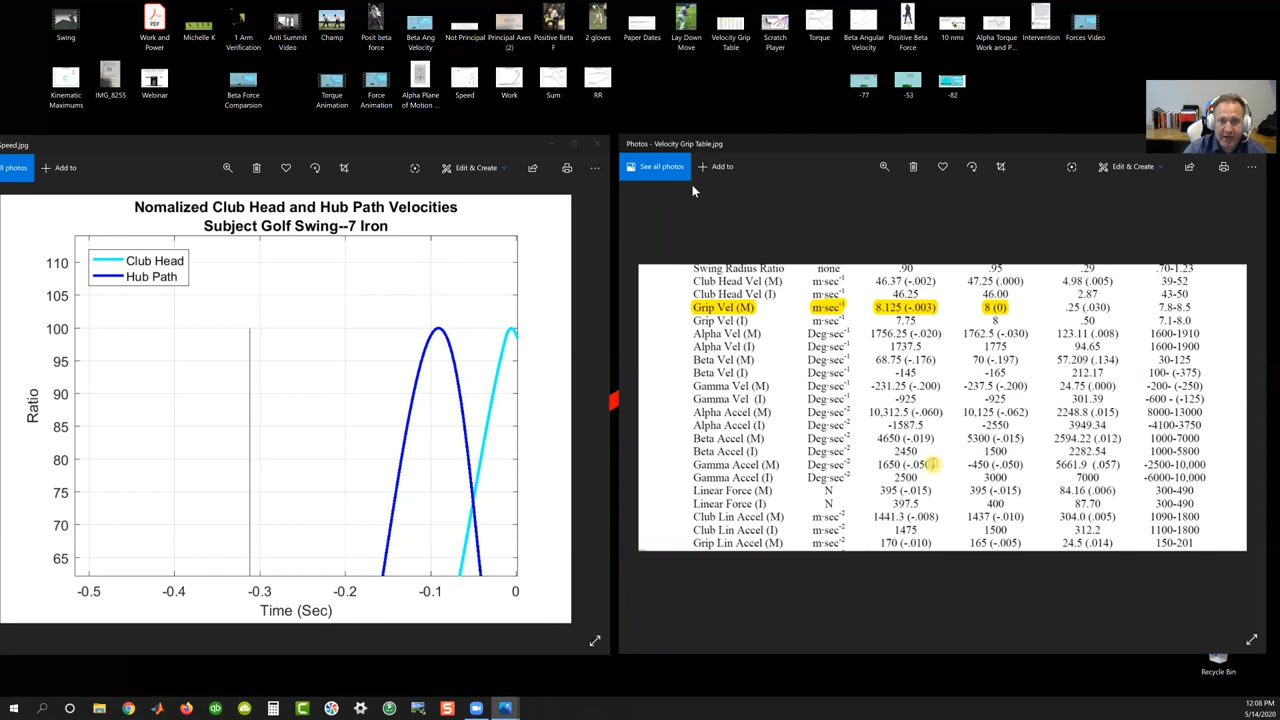 Swing
Work and Power
Michelle K
1 Arm Verification
Anti Summit Video
Champ
Posit beta force
Beta Ang Velocity
Not Principal
Principal Axes (2)
Positive Beta F
2 gloves
Paper Dates
Lay Down Move
Velocity Grip Table
Scratch Player
Torque
Beta Angular Velocity
Positive Beta Force
10 nms
Alpha Torque Work and P...
Intervention
Forces Video
Kinematic Maximums
IMG_8255
Webinar
Beta Force Comparsion
Torque Animation
Force Animation
Alpha Plane of Motion ...
Speed
Work
Sum
RR
-77
-53
-82
Speed.jpg
all photos
Add to
Edit & Create
Nomalized Club Head and Hub Path Velocities
Subject Golf Swing--7 Iron
Club Head
Hub Path
110
105
100
95
90
85
80
75
70
65
Ratio
-0.5 -0.4 -0.3 -0.2 -0.1 0
Time (Sec)
Photos - Velocity Grip Table.jpg
See all photos
Add to
Edit & Create
Swing Radius Ratio none .90 .95 .29 .70-1.23
Club Head Vel (M) m·sec-1 46.37 (-.002) 47.25 (.000) 4.98 (.005) 39-52
Club Head Vel (I) m·sec-1 46.25 46.00 2.87 43-50
Grip Vel (M) m·sec-1 8.125 (-.003) 8 (0) .25 (.030) 7.8-8.5
Grip Vel (I) m·sec-1 7.75 8 .50 7.1-8.0
Alpha Vel (M) Deg·sec-1 1756.25 (-.020) 1762.5 (-.030) 123.11 (.008) 1600-1910
Alpha Vel (I) Deg·sec-1 1737.5 1775 94.65 1600-1900
Beta Vel (M) Deg·sec-1 68.75 (-.176) 70 (-.197) 57.209 (.134) 30-125
Beta Vel (I) Deg·sec-1 -145 -165 212.17 100- (-375)
Gamma Vel (M) Deg·sec-1 -231.25 (-.200) -237.5 (-.200) 24.75 (.000) -200- (-250)
Gamma Vel (I) Deg·sec-1 -925 -925 301.39 -600 - (-125)
Alpha Accel (M) Deg·sec-2 10,312.5 (-.060) 10,125 (-.062) 2248.8 (.015) 8000-13000
Alpha Accel (I) Deg·sec-2 -1587.5 -2550 3949.34 -4100-3750
Beta Accel (M) Deg·sec-2 4650 (-.019) 5300 (-.015) 2594.22 (.012) 1000-7000
Beta Accel (I) Deg·sec-2 2450 1500 2282.54 1000-5800
Gamma Accel (M) Deg·sec-2 1650 (-.050) -450 (-.050) 5661.9 (.057) -2500-10,000
Gamma Accel (I) Deg·sec-2 2500 3000 7000 -6000-10,000
Linear Force (M) N 395 (-.015) 395 (-.015) 84.16 (.006) 300-490
Linear Force (I) N 397.5 400 87.70 300-490
Club Lin Accel (M) m·sec-2 1441.3 (-.008) 1437 (-.010) 304.0 (.005) 1090-1800
Club Lin Accel (I) m·sec-2 1475 1500 312.2 1100-1800
Grip Lin Accel (M) m·sec-2 170 (-.010) 165 (-.005) 24.5 (.014) 150-201
Recycle Bin
12:08 PM
5/14/2020